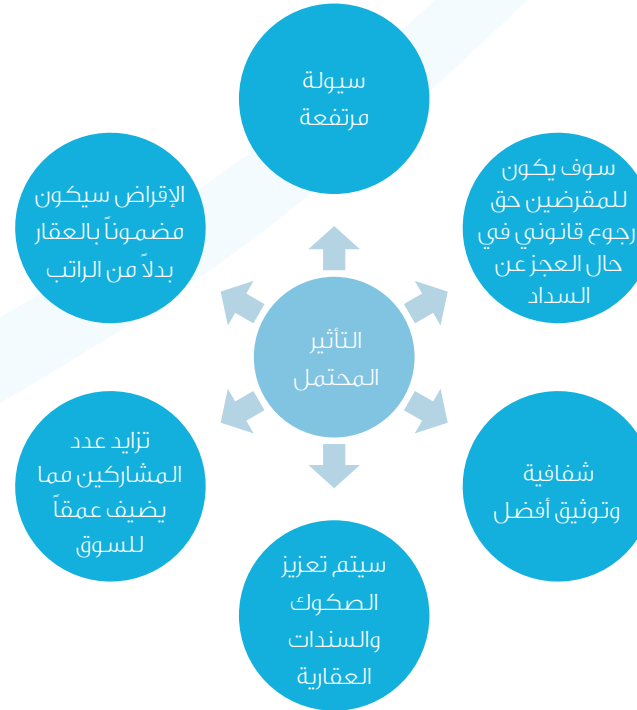 سيولة
مرتفعة
سوف يكون
للمقرضين حق
رجوع قانوني في
حال العجز عن
السداد
الإقراض سيكون
مضموناً بالعقار
بدلاً من الراتب
التأثير
المحتمل
شفافية
وتوثيق أفضل
تزايد عدد
المشاركين مما
يضيف عمقاً
للسوق
سيتم تعزيز
الصكوك
والسندات
العقارية